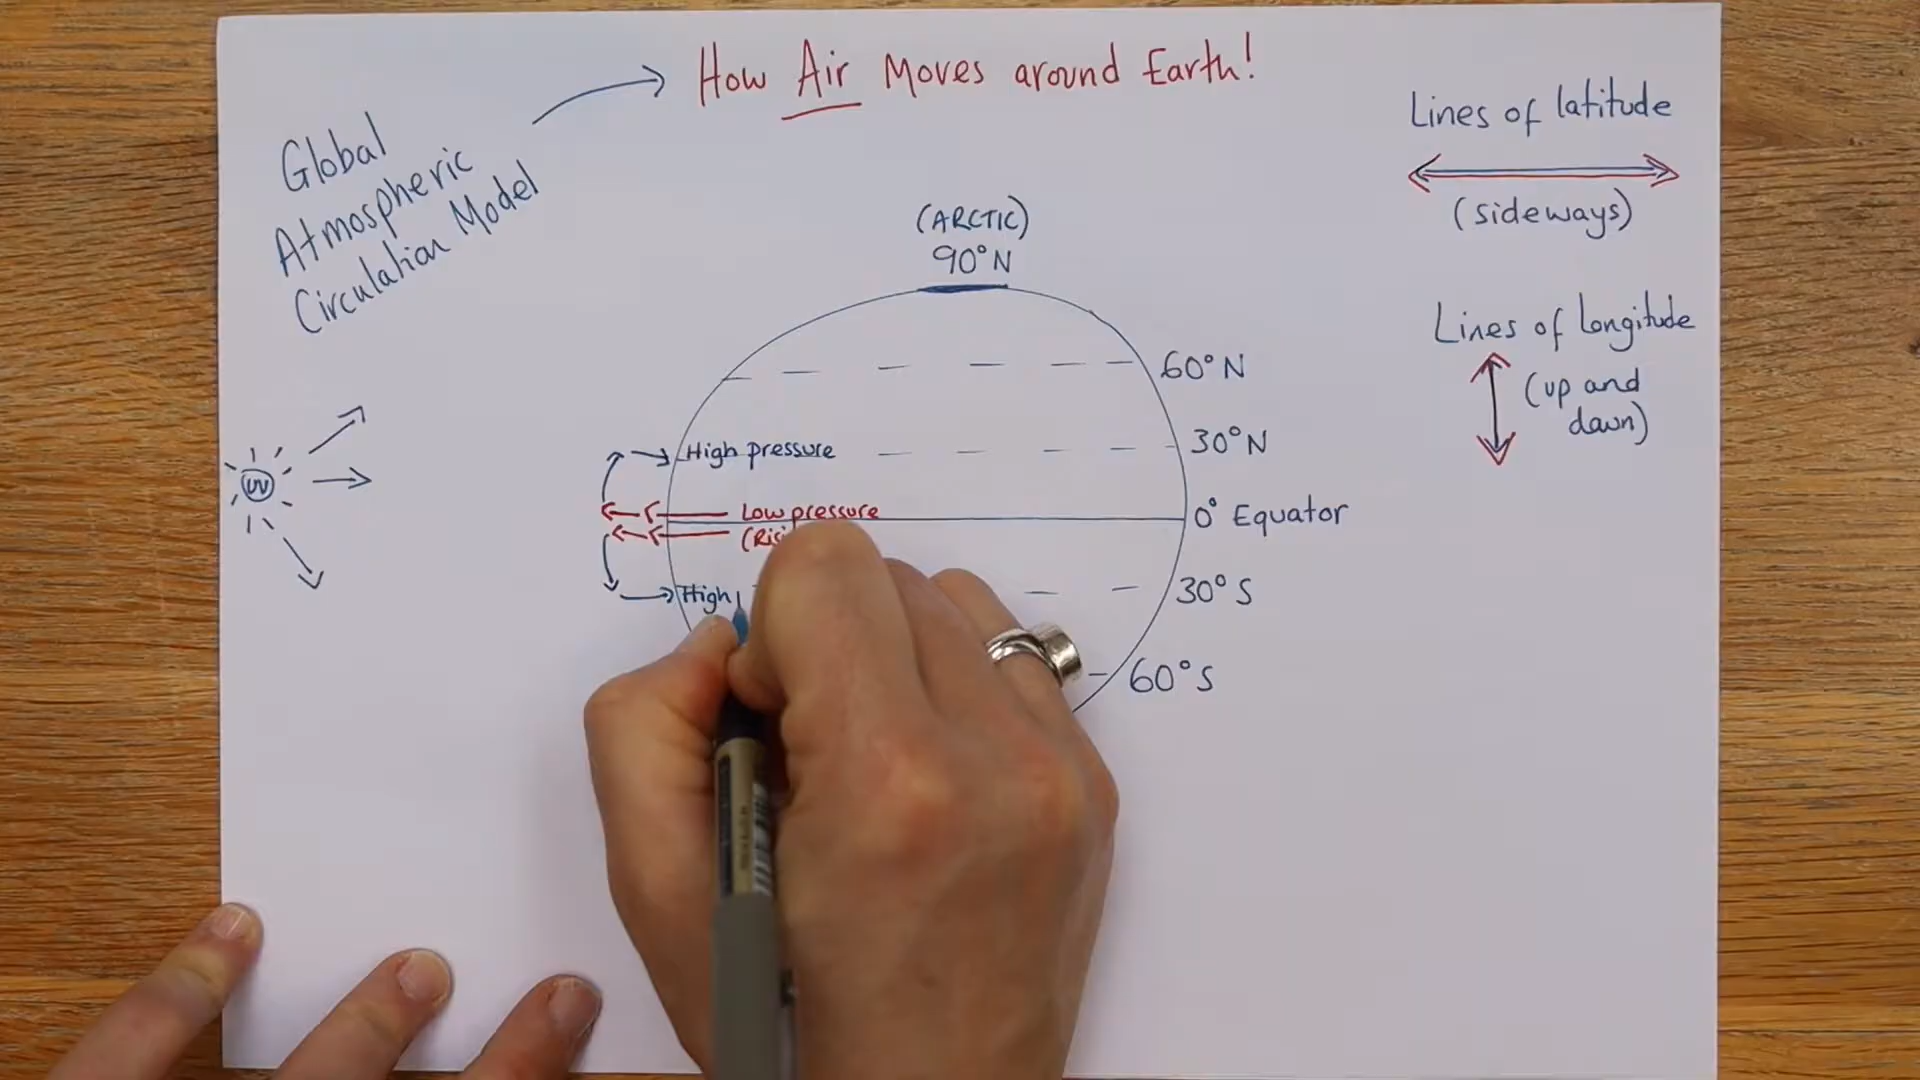 How Air Moves around Earth!
Global
Atmospheric
Circulation Model
Lines of latitude
(sideways)
Lines of longitude
(up and
down)
(ARCTIC)
90°N
60°N
High pressure
30°N
UV
Low pressure
0° Equator
High
30°S
60°S